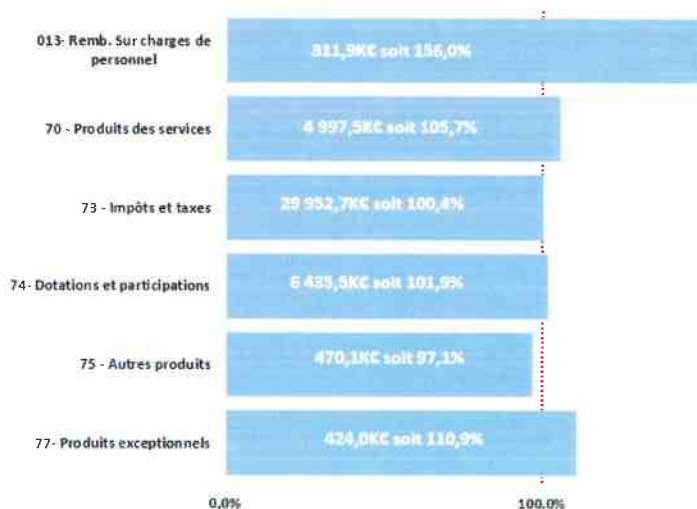 013- Remb. Sur charges de
personnel
811,9K€ soit 156,0%
70 - Produits des services
4 997,5K€ soit 105,7%
73 - Impôts et taxes
29 952,7K€ soit 100,4%
74- Dotations et participations
6 435,5K€ soit 101,9%
75 - Autres produits
470,1K€ soit 97,1%
77- Produits exceptionnels
424,0K€ soit 110,9%
0,0%
100,0%